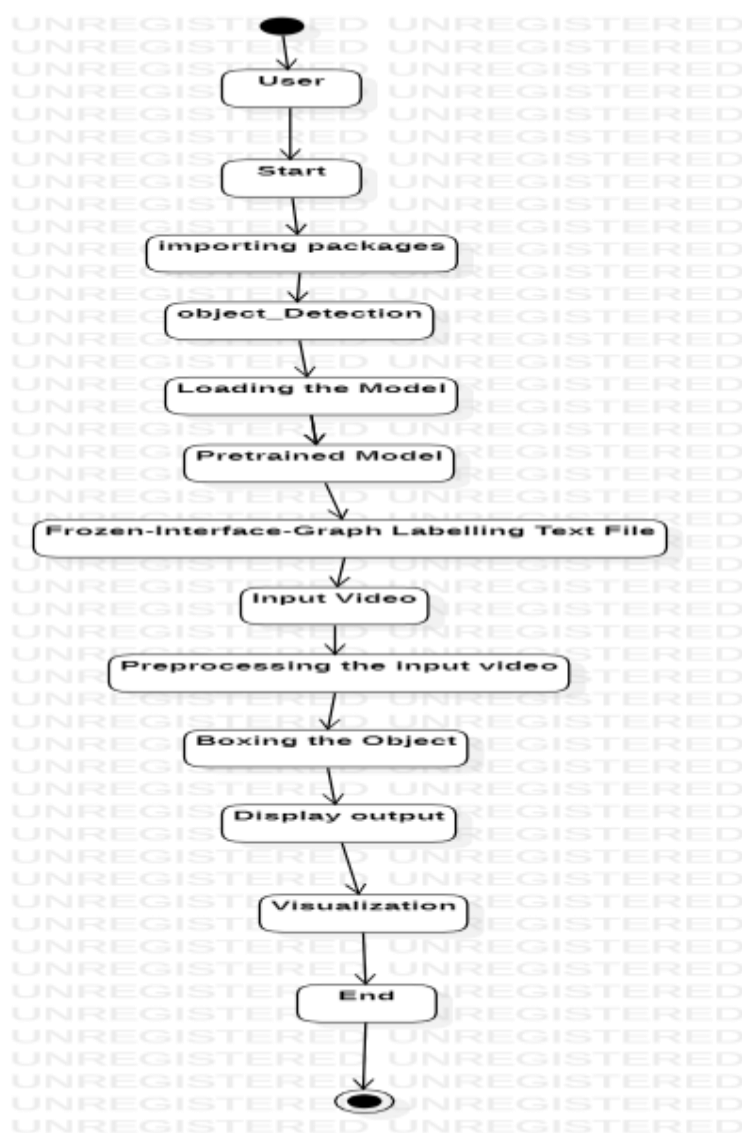 User
Start
importing packages
object_Detection
Loading the Model
Pretrained Model
Frozen-Interface-Graph Labelling Text File
Input Video
Preprocessing the input video
Boxing the Object
Display output
Visualization
End